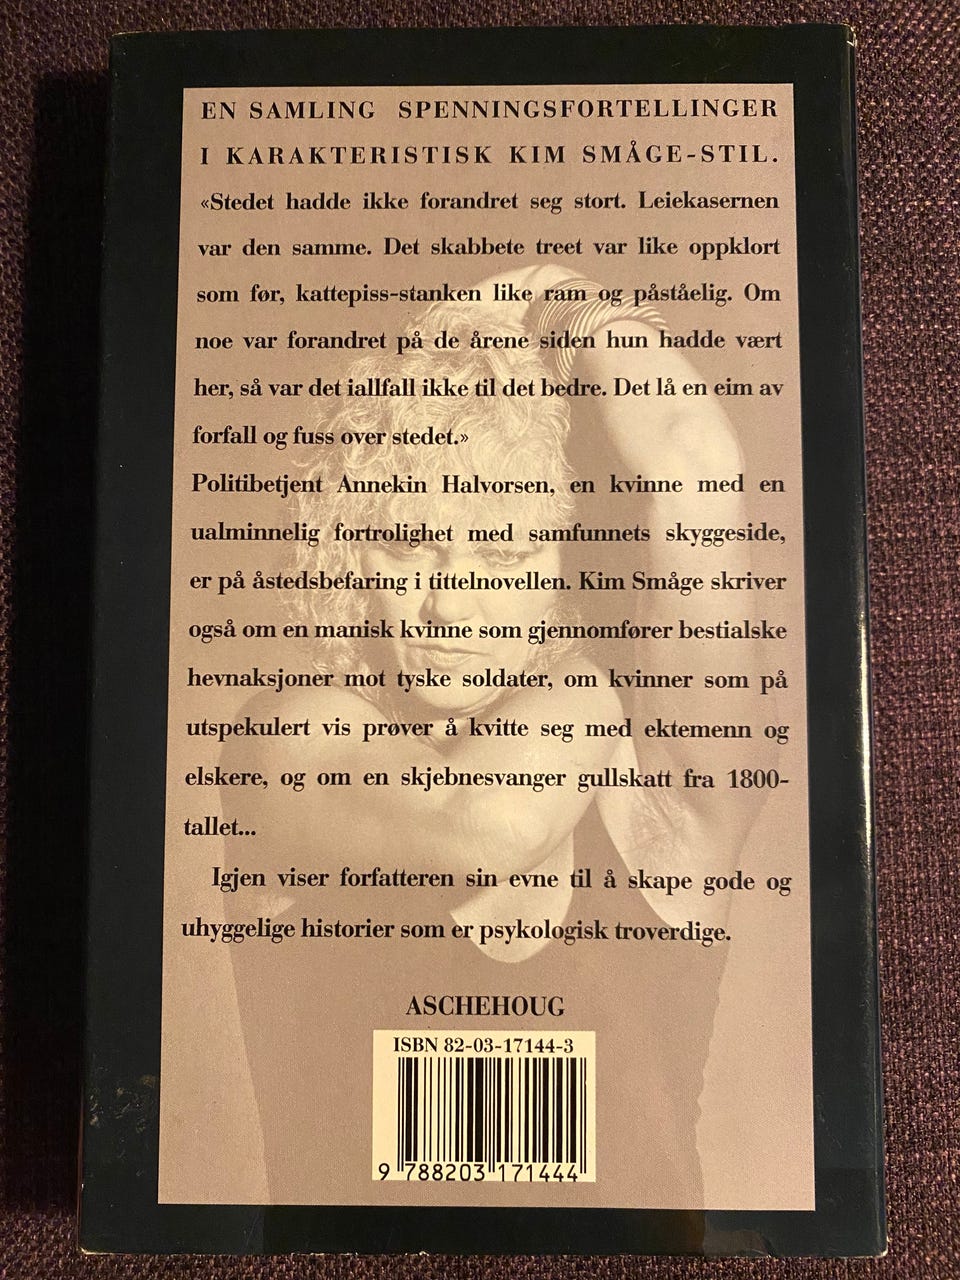 EN SAMLING SPENNINGSFORTELLINGER
I KARAKTERISTISK KIM SMÅGE-STIL.
«Stedet hadde ikke forandret seg stort. Leiekasernen
var den samme. Det skabbete treet var like oppklort
som før, kattepiss-stanken like ram og påståelig. Om
noe var forandret på de årene siden hun hadde vært
her, så var det iallfall ikke til det bedre. Det lå en eim av
forfall og fuss over stedet.»
Politibetjent Annekin Halvorsen, en kvinne med en
ualminnelig fortrolighet med samfunnets skyggeside,
er på åstedsbefaring i tittelnovellen. Kim Småge skriver
også om en manisk kvinne som gjennomfører bestialske
hevnaksjoner mot tyske soldater, om kvinner som på
utspekulert vis prøver å kvitte seg med ektemenn og
elskere, og om en skjebnesvanger gullskatt fra 1800-
tallet...
Igjen viser forfatteren sin evne til å skape gode og
uhyggelige historier som er psykologisk troverdige.
ASCHEHOUG
ISBN 82-03-17144-3
9 788203 171444